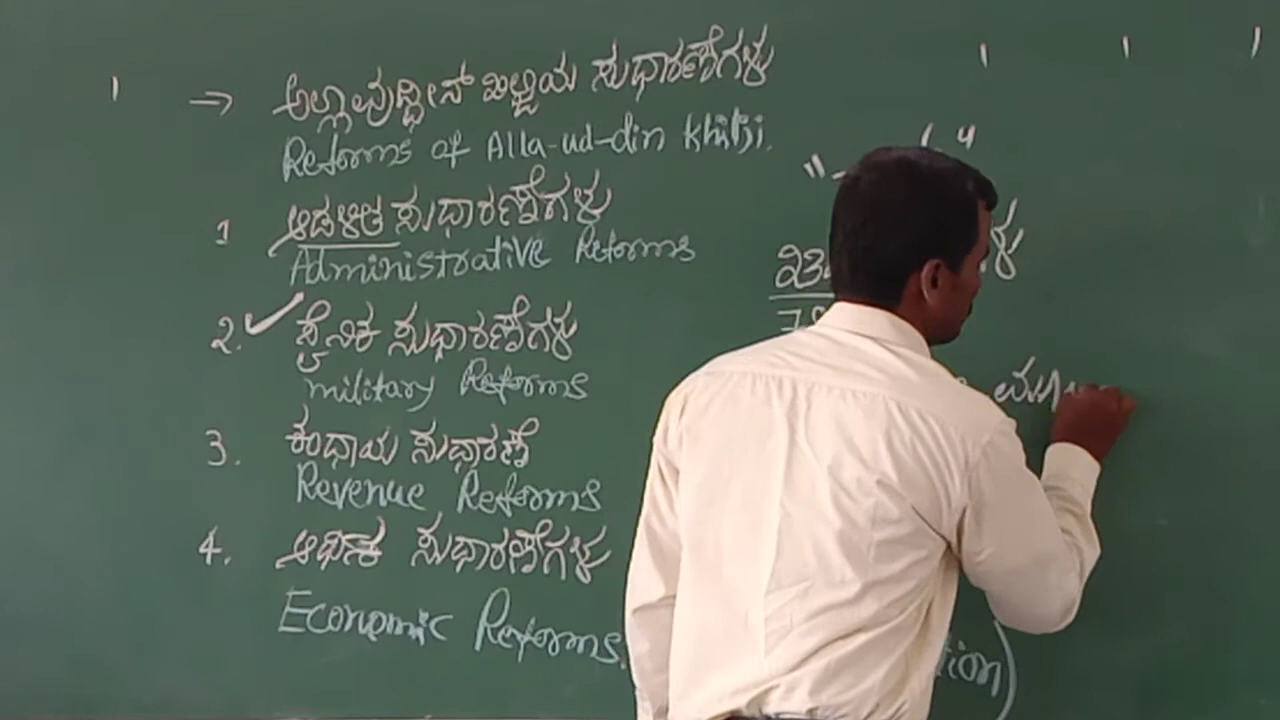 → ಅಲ್ಲಾವುದ್ದೀನ್ ಖಿಲ್ಜಿಯ ಸುಧಾರಣೆಗಳು
Reforms of Alla-ud-din Khilji.
1 ಆಡಳಿತ ಸುಧಾರಣೆಗಳು
Administrative Reforms
2. ಸೈನಿಕ ಸುಧಾರಣೆಗಳು
military Reforms
3. ಕಂದಾಯ ಸುಧಾರಣೆ
Revenue Reforms
4. ಆರ್ಥಿಕ ಸುಧಾರಣೆಗಳು
Economic Reforms.